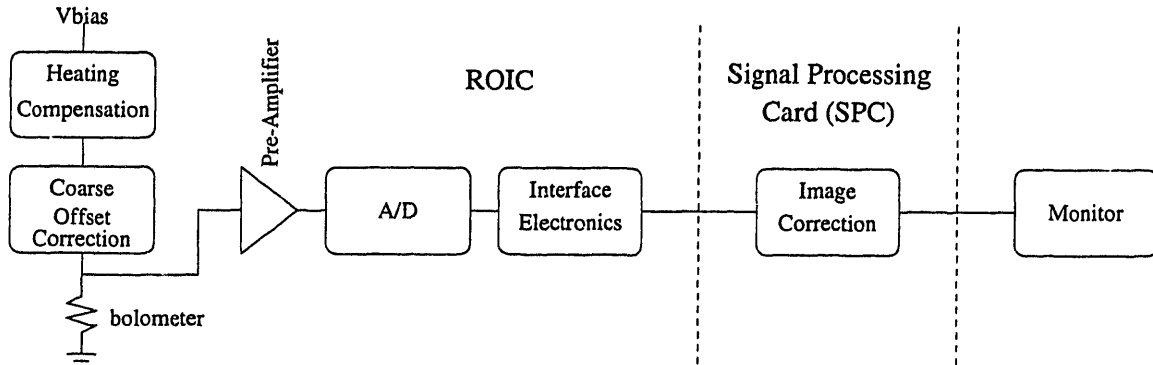 Vbias
Heating
Compensation
Coarse
Offset
Correction
bolometer
Pre-Amplifier
ROIC
A/D
Interface
Electronics
Signal Processing
Card (SPC)
Image
Correction
Monitor